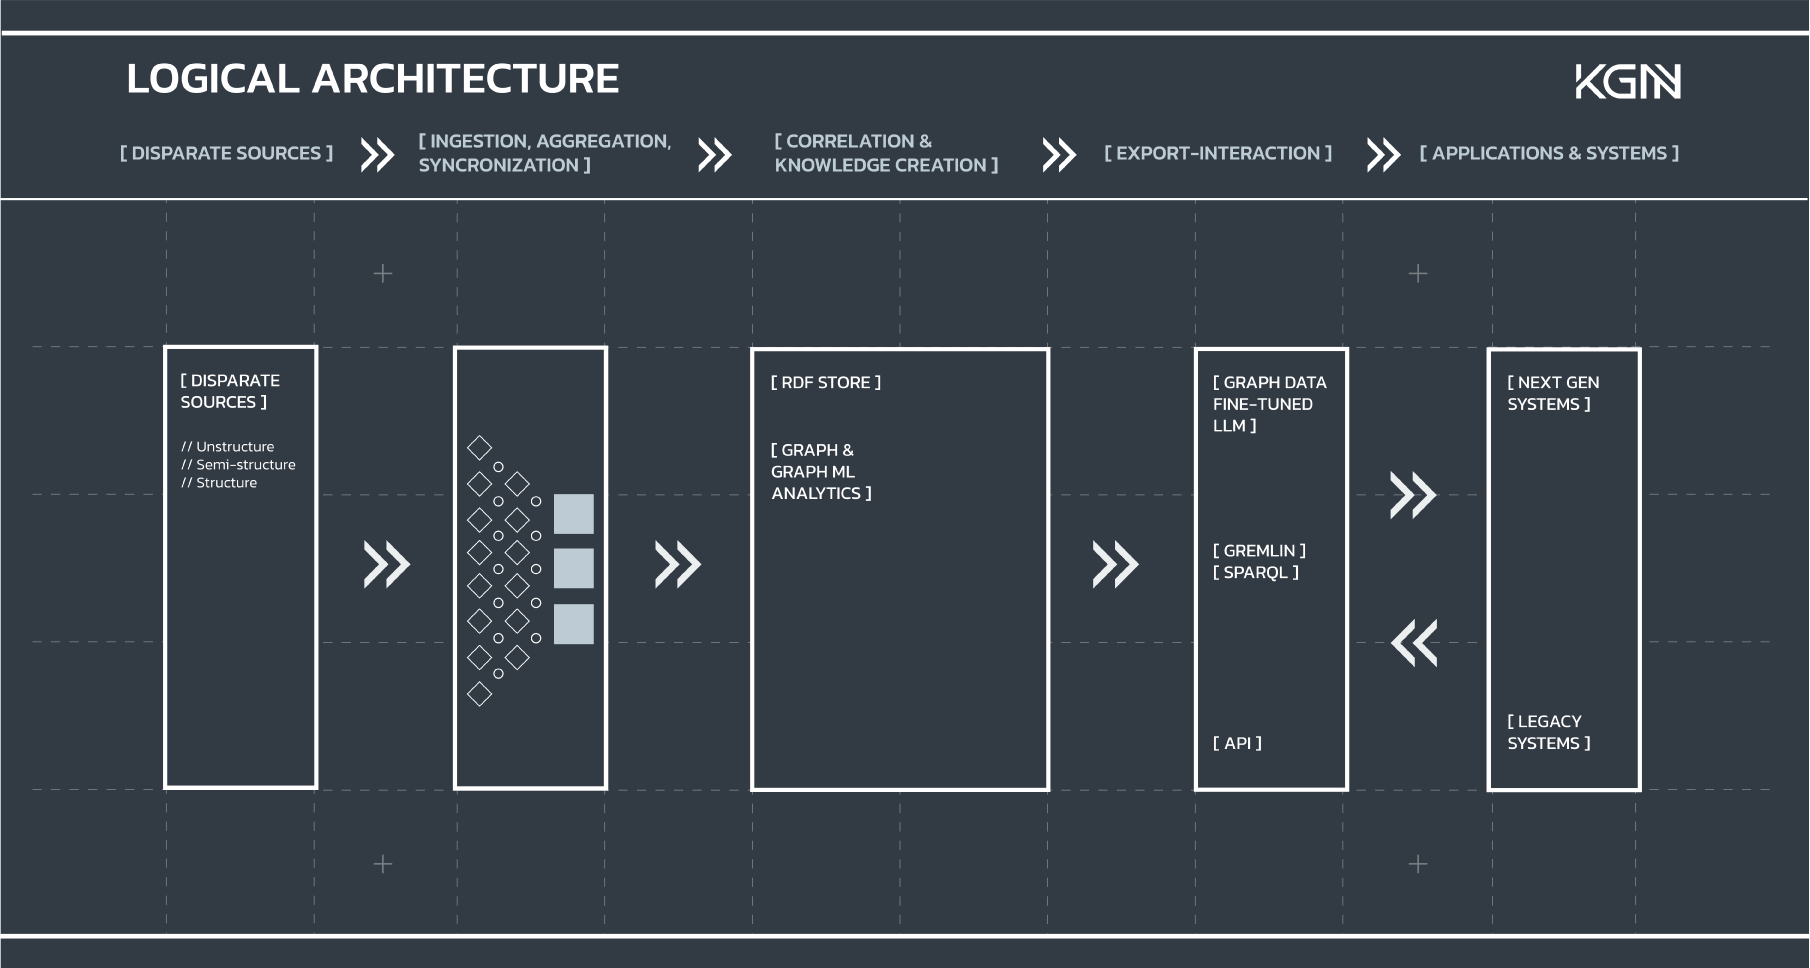 LOGICAL ARCHITECTURE
KGNN
[ DISPARATE SOURCES ]
[ INGESTION, AGGREGATION,
SYNCRONIZATION ]
[ CORRELATION &
KNOWLEDGE CREATION ]
[ EXPORT-INTERACTION ]
[ APPLICATIONS & SYSTEMS ]
[ DISPARATE
SOURCES ]
// Unstructure
// Semi-structure
// Structure
[ RDF STORE ]
[ GRAPH &
GRAPH ML
ANALYTICS ]
[ GRAPH DATA
FINE-TUNED
LLM ]
[ GREMLIN ]
[ SPARQL ]
[ API ]
[ NEXT GEN
SYSTEMS ]
[ LEGACY
SYSTEMS ]